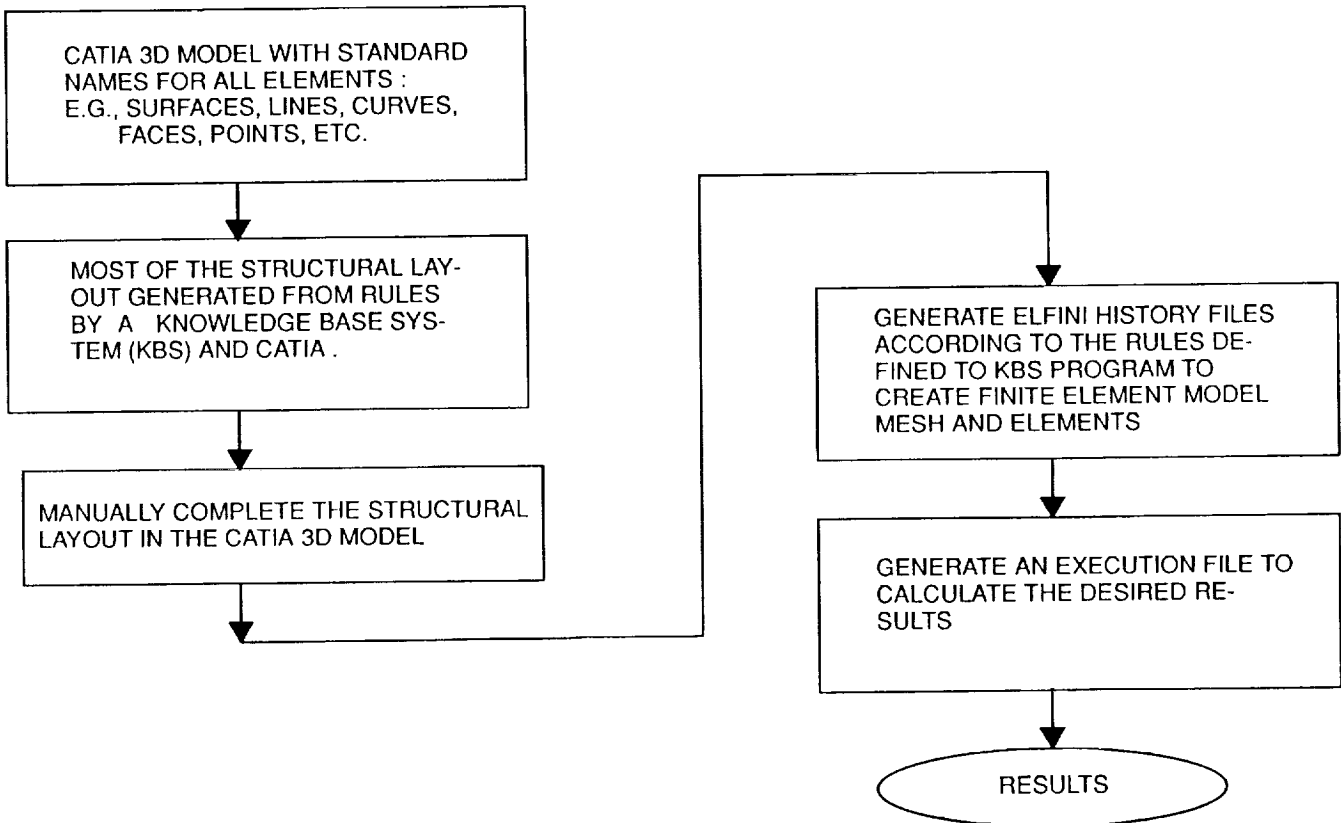 CATIA 3D MODEL WITH STANDARD
NAMES FOR ALL ELEMENTS :
E.G., SURFACES, LINES, CURVES,
FACES, POINTS, ETC.
MOST OF THE STRUCTURAL LAY-
OUT GENERATED FROM RULES
BY A KNOWLEDGE BASE SYS-
TEM (KBS) AND CATIA .
MANUALLY COMPLETE THE STRUCTURAL
LAYOUT IN THE CATIA 3D MODEL
GENERATE ELFINI HISTORY FILES
ACCORDING TO THE RULES DE-
FINED TO KBS PROGRAM TO
CREATE FINITE ELEMENT MODEL
MESH AND ELEMENTS
GENERATE AN EXECUTION FILE TO
CALCULATE THE DESIRED RE-
SULTS
RESULTS